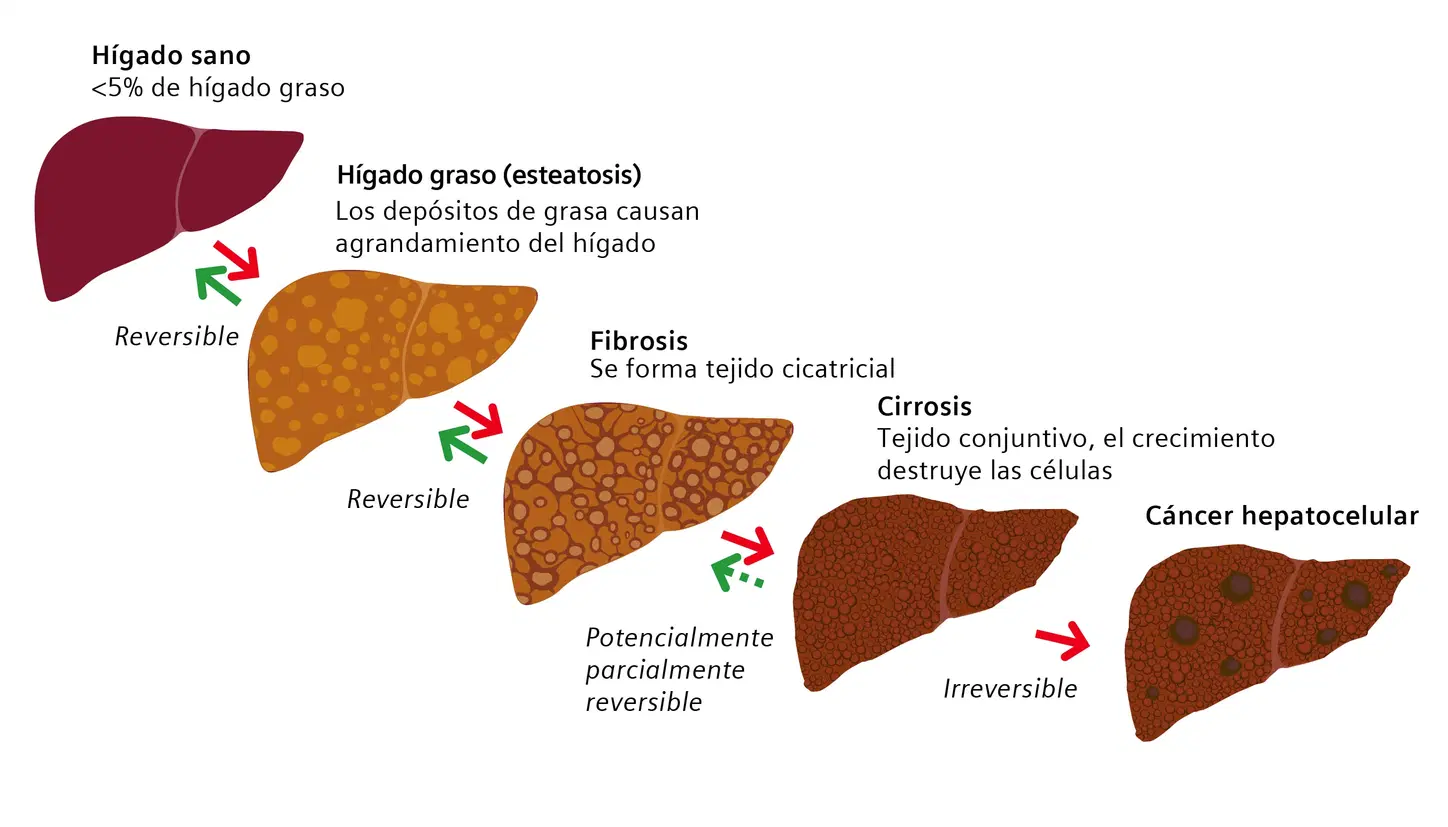 Hígado sano
<5% de hígado graso
Hígado graso (esteatosis)
Los depósitos de grasa causan
agrandamiento del hígado
Reversible
Fibrosis
Se forma tejido cicatricial
Reversible
Cirrosis
Tejido conjuntivo, el crecimiento
destruye las células
Potencialmente
parcialmente
reversible
Cáncer hepatocelular
Irreversible